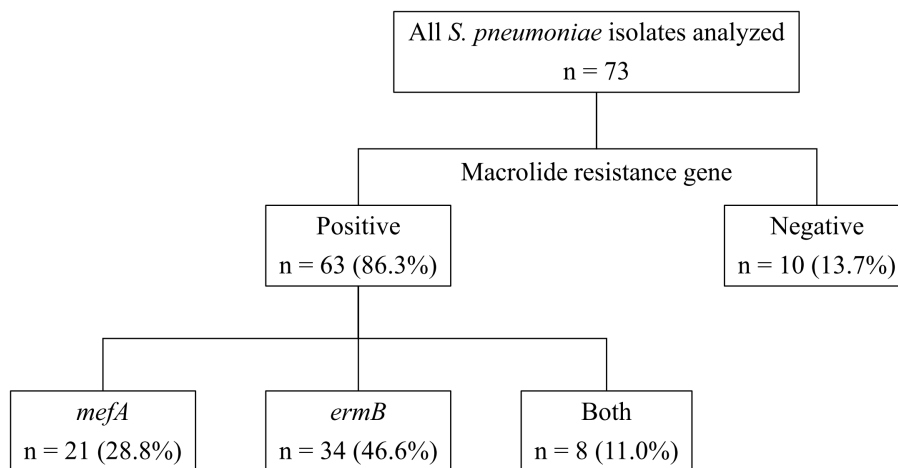 All S. pneumoniae isolates analyzed
n = 73
Macrolide resistance gene
Positive
n = 63 (86.3%)
Negative
n = 10 (13.7%)
mefA
n = 21 (28.8%)
ermB
n = 34 (46.6%)
Both
n = 8 (11.0%)